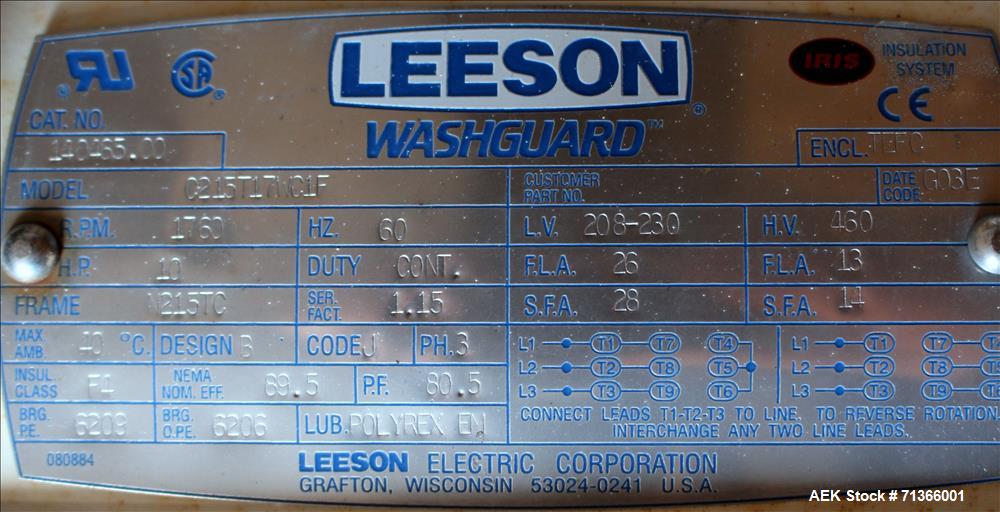 LEESON
WASHGUARD™
IRIS INSULATION SYSTEM
CE
CAT. NO. 140465.00
ENCL. TEFC
MODEL C215T17WC1F CUSTOMER PART NO. DATE CODE G03E
R.P.M. 1760 HZ. 60 L.V. 208-230 H.V. 460
H.P. 10 DUTY CONT. F.L.A. 26 F.L.A. 13
FRAME N215TC SER. FACT. 1.15 S.F.A. 28 S.F.A. 14
MAX. AMB. 40 °C. DESIGN B CODE J PH. 3
INSUL. CLASS F1 NEMA NOM. EFF. 89.5 P.F. 80.5
BRG. P.E. 6209 BRG. O.P.E. 6206 LUB. POLYREX EM
L1 T1 T7 T4 L1 T1 T7
L2 T2 T8 T5 L2 T2 T8
L3 T3 T9 T6 L3 T3 T9
CONNECT LEADS T1-T2-T3 TO LINE, TO REVERSE ROTATION
INTERCHANGE ANY TWO LINE LEADS.
080884
LEESON ELECTRIC CORPORATION
GRAFTON, WISCONSIN 53024-0241 U.S.A.
AEK Stock # 71366001